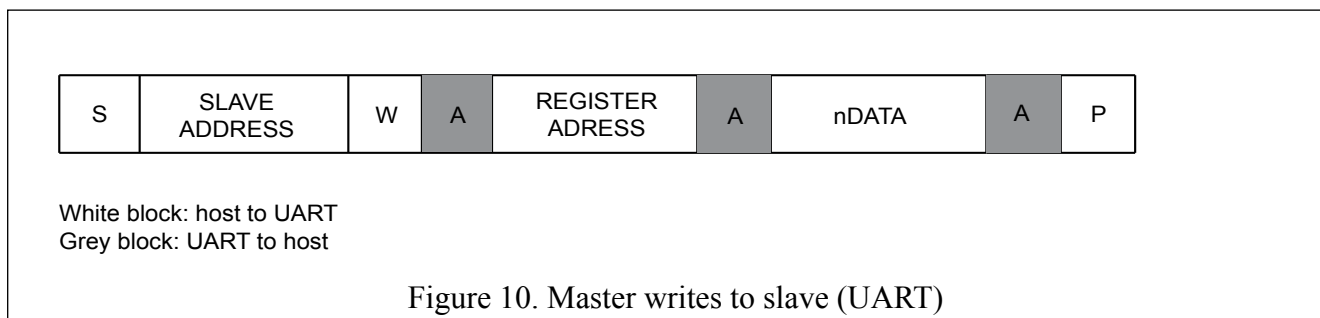 S SLAVE ADDRESS W A REGISTER ADRESS A nDATA A P
White block: host to UART
Grey block: UART to host
Figure 10. Master writes to slave (UART)